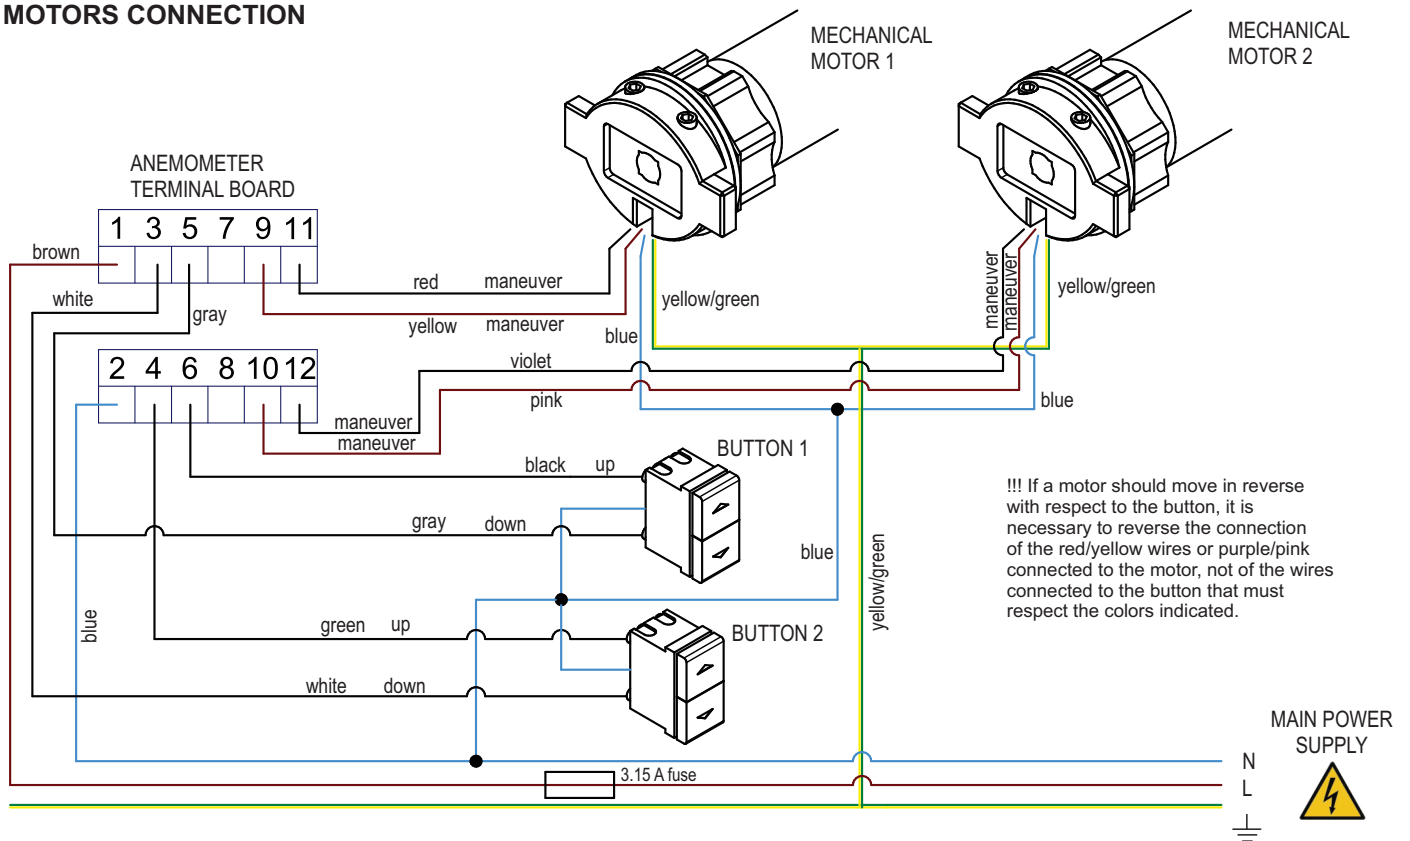 MOTORS CONNECTION
MECHANICAL
MOTOR 1
MECHANICAL
MOTOR 2
ANEMOMETER
TERMINAL BOARD
1 3 5 7 9 11
brown
white
gray
red maneuver
yellow maneuver
yellow/green
blue
maneuver
maneuver
yellow/green
2 4 6 8 10 12
violet
pink
blue
maneuver
maneuver
BUTTON 1
black up
gray down
blue
yellow/green
blue
!!! If a motor should move in reverse
with respect to the button, it is
necessary to reverse the connection
of the red/yellow wires or purple/pink
connected to the motor, not of the wires
connected to the button that must
respect the colors indicated.
green up
BUTTON 2
white down
MAIN POWER
SUPPLY
N
3.15 A fuse
L